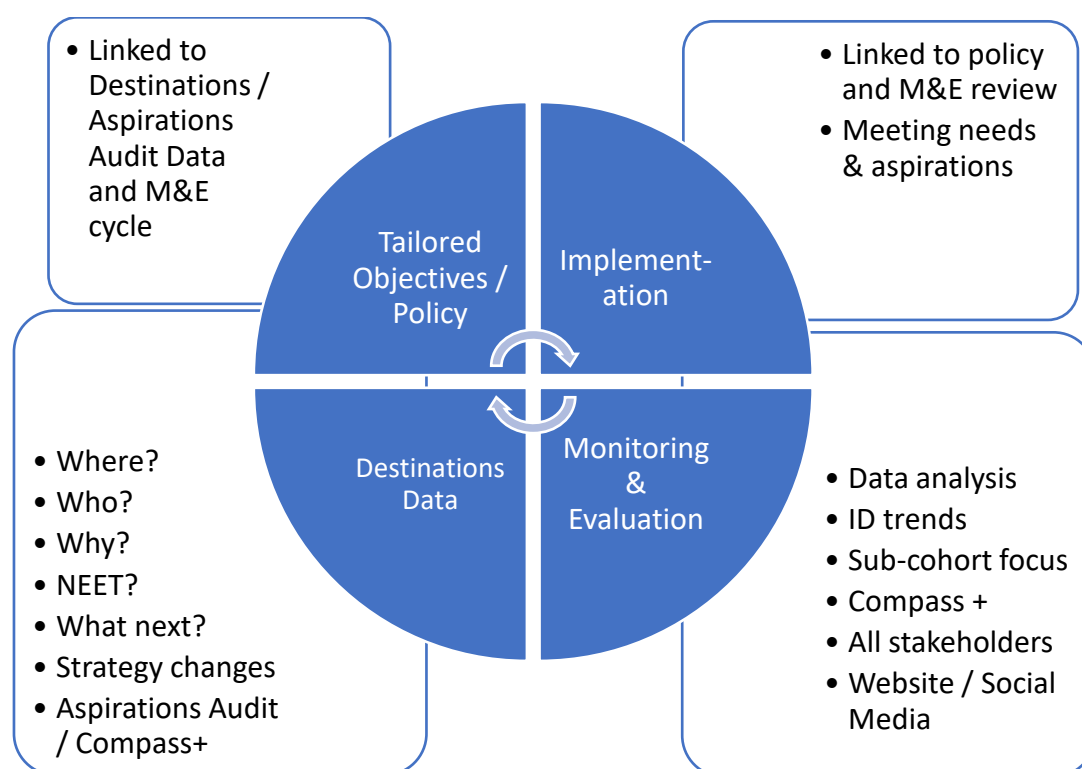 • Linked to
Destinations /
Aspirations
Audit Data
and M&E
cycle
• Linked to policy
and M&E review
• Meeting needs
& aspirations
Tailored
Objectives /
Policy
Implement-
ation
Destinations
Data
Monitoring
&
Evaluation
• Where?
• Who?
• Why?
• NEET?
• What next?
• Strategy changes
• Aspirations Audit
/ Compass+
• Data analysis
• ID trends
• Sub-cohort focus
• Compass +
• All stakeholders
• Website / Social
Media